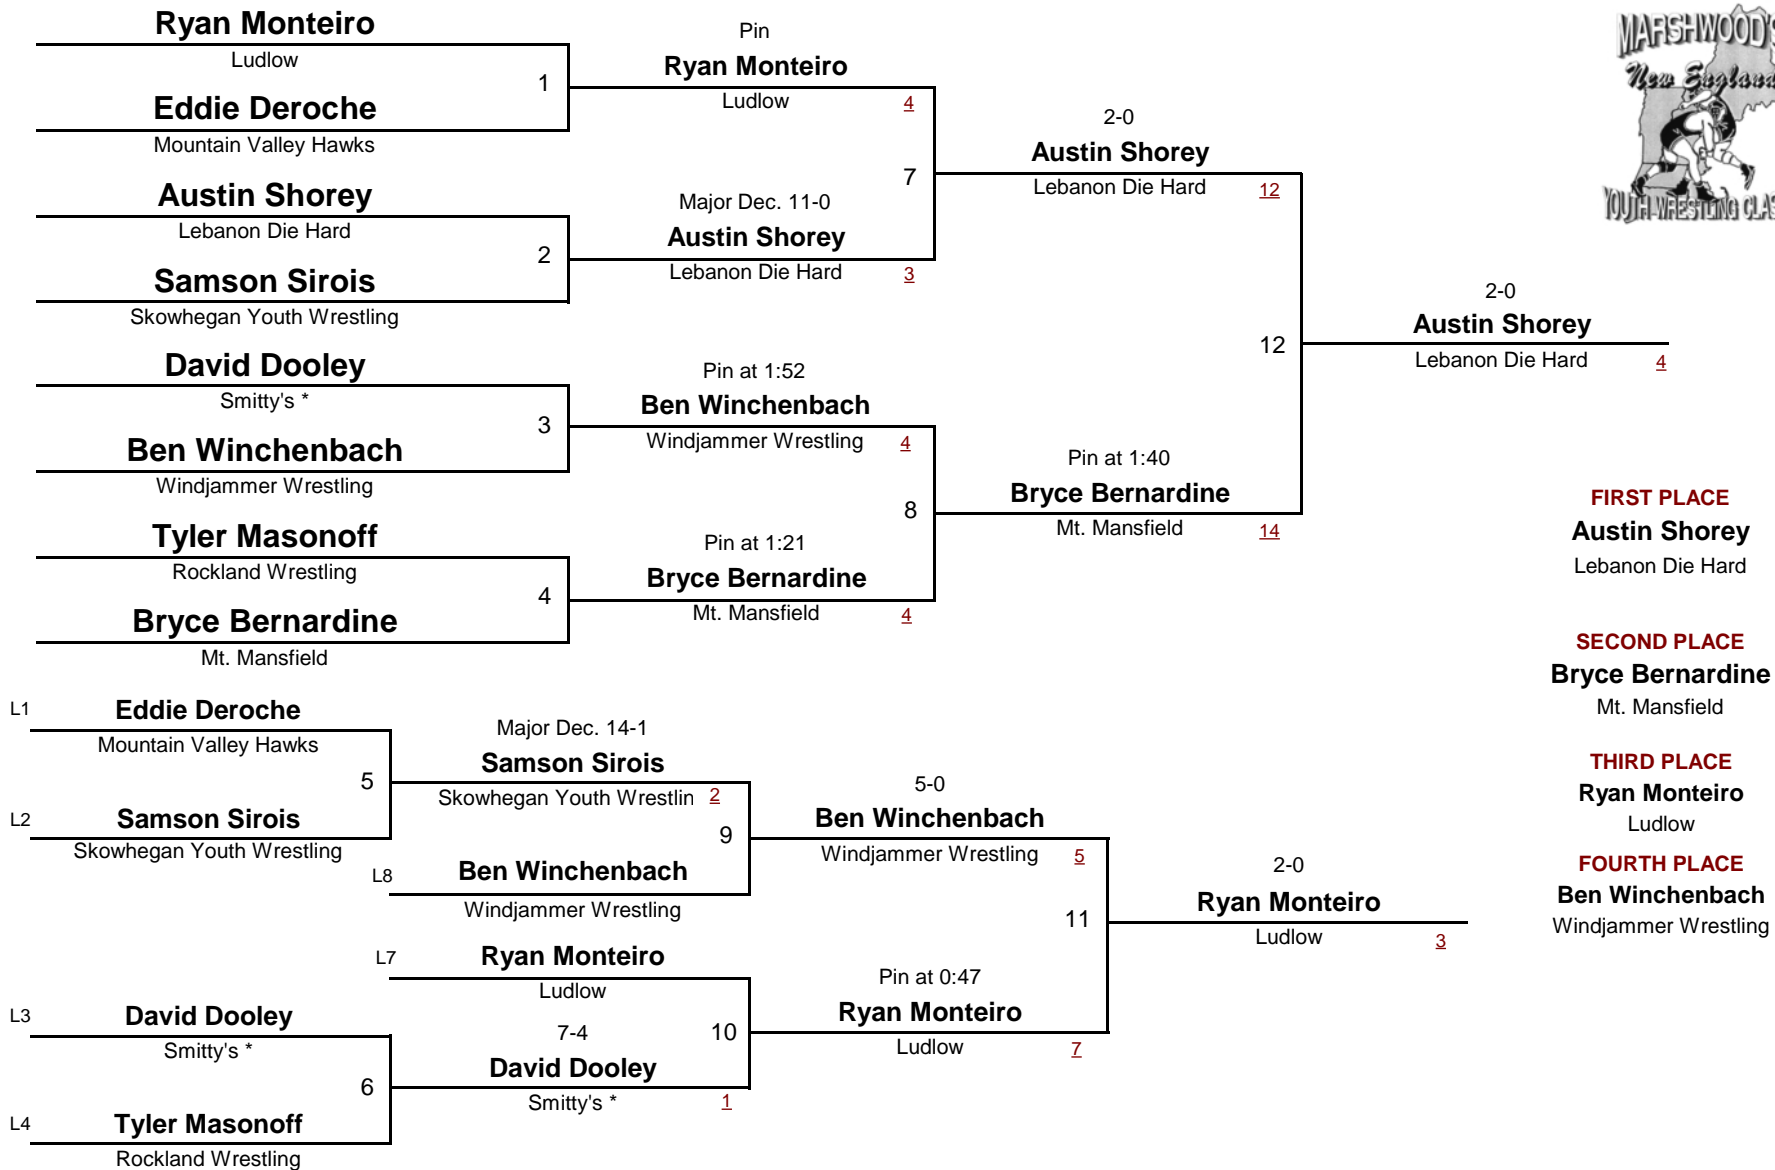 Ryan Monteiro
Ludlow
1
Eddie Deroche
Mountain Valley Hawks
Austin Shorey
Lebanon Die Hard
2
Samson Sirois
Skowhegan Youth Wrestling
David Dooley
Smitty's *
3
Ben Winchenbach
Windjammer Wrestling
Tyler Masonoff
Rockland Wrestling
4
Bryce Bernardine
Mt. Mansfield
Pin
Ryan Monteiro
Ludlow 4
7
Major Dec. 11-0
Austin Shorey
Lebanon Die Hard 3
Pin at 1:52
Ben Winchenbach
Windjammer Wrestling 4
8
Pin at 1:21
Bryce Bernardine
Mt. Mansfield 4
2-0
Austin Shorey
Lebanon Die Hard 12
12
Pin at 1:40
Bryce Bernardine
Mt. Mansfield 14
2-0
Austin Shorey
Lebanon Die Hard 4
MARSHWOOD'S
New England
YOUTH WRESTLING CLAS
FIRST PLACE
Austin Shorey
Lebanon Die Hard
SECOND PLACE
Bryce Bernardine
Mt. Mansfield
THIRD PLACE
Ryan Monteiro
Ludlow
FOURTH PLACE
Ben Winchenbach
Windjammer Wrestling
L1 Eddie Deroche
Mountain Valley Hawks
5
L2 Samson Sirois
Skowhegan Youth Wrestling
Major Dec. 14-1
Samson Sirois
Skowhegan Youth Wrestlin 2
9
L8 Ben Winchenbach
Windjammer Wrestling
L7 Ryan Monteiro
Ludlow
10
L3 David Dooley
Smitty's *
6
L4 Tyler Masonoff
Rockland Wrestling
7-4
David Dooley
Smitty's * 1
5-0
Ben Winchenbach
Windjammer Wrestling 5
11
Pin at 0:47
Ryan Monteiro
Ludlow 7
2-0
Ryan Monteiro
Ludlow 3